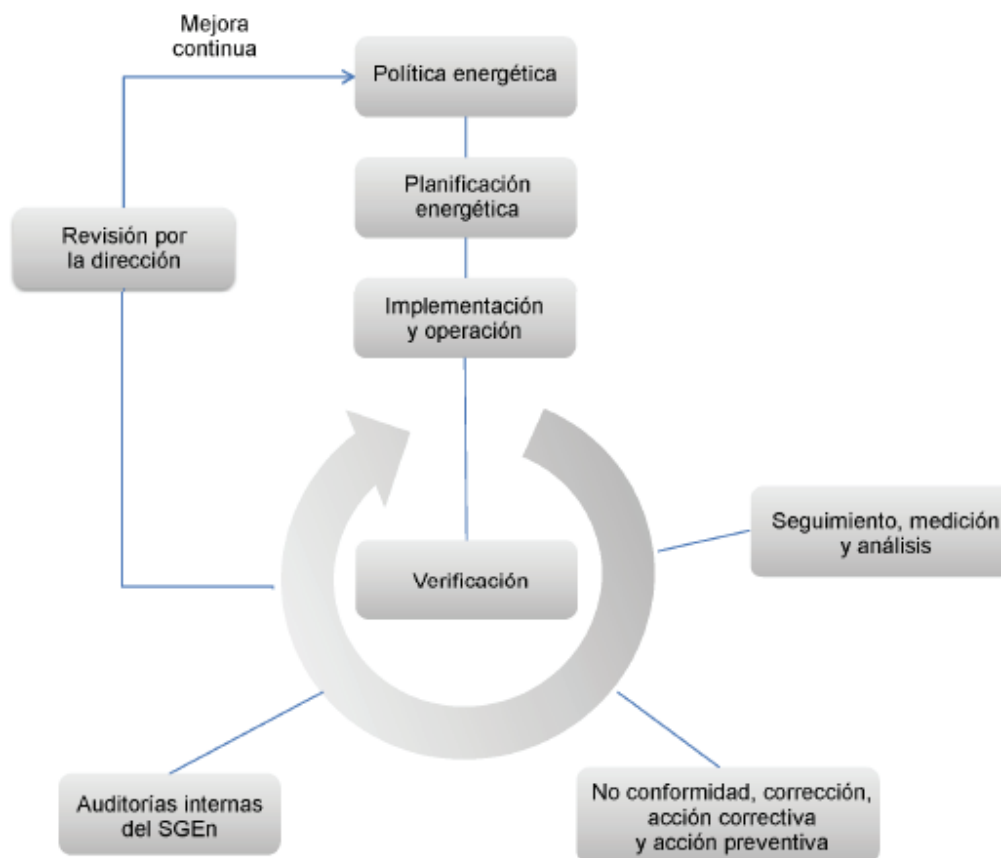 Mejora
continua
Política energética
Planificación
energética
Revisión por
la dirección
Implementación
y operación
Seguimiento, medición
y análisis
Verificación
Auditorías internas
del SGEn
No conformidad, corrección,
acción correctiva
y acción preventiva